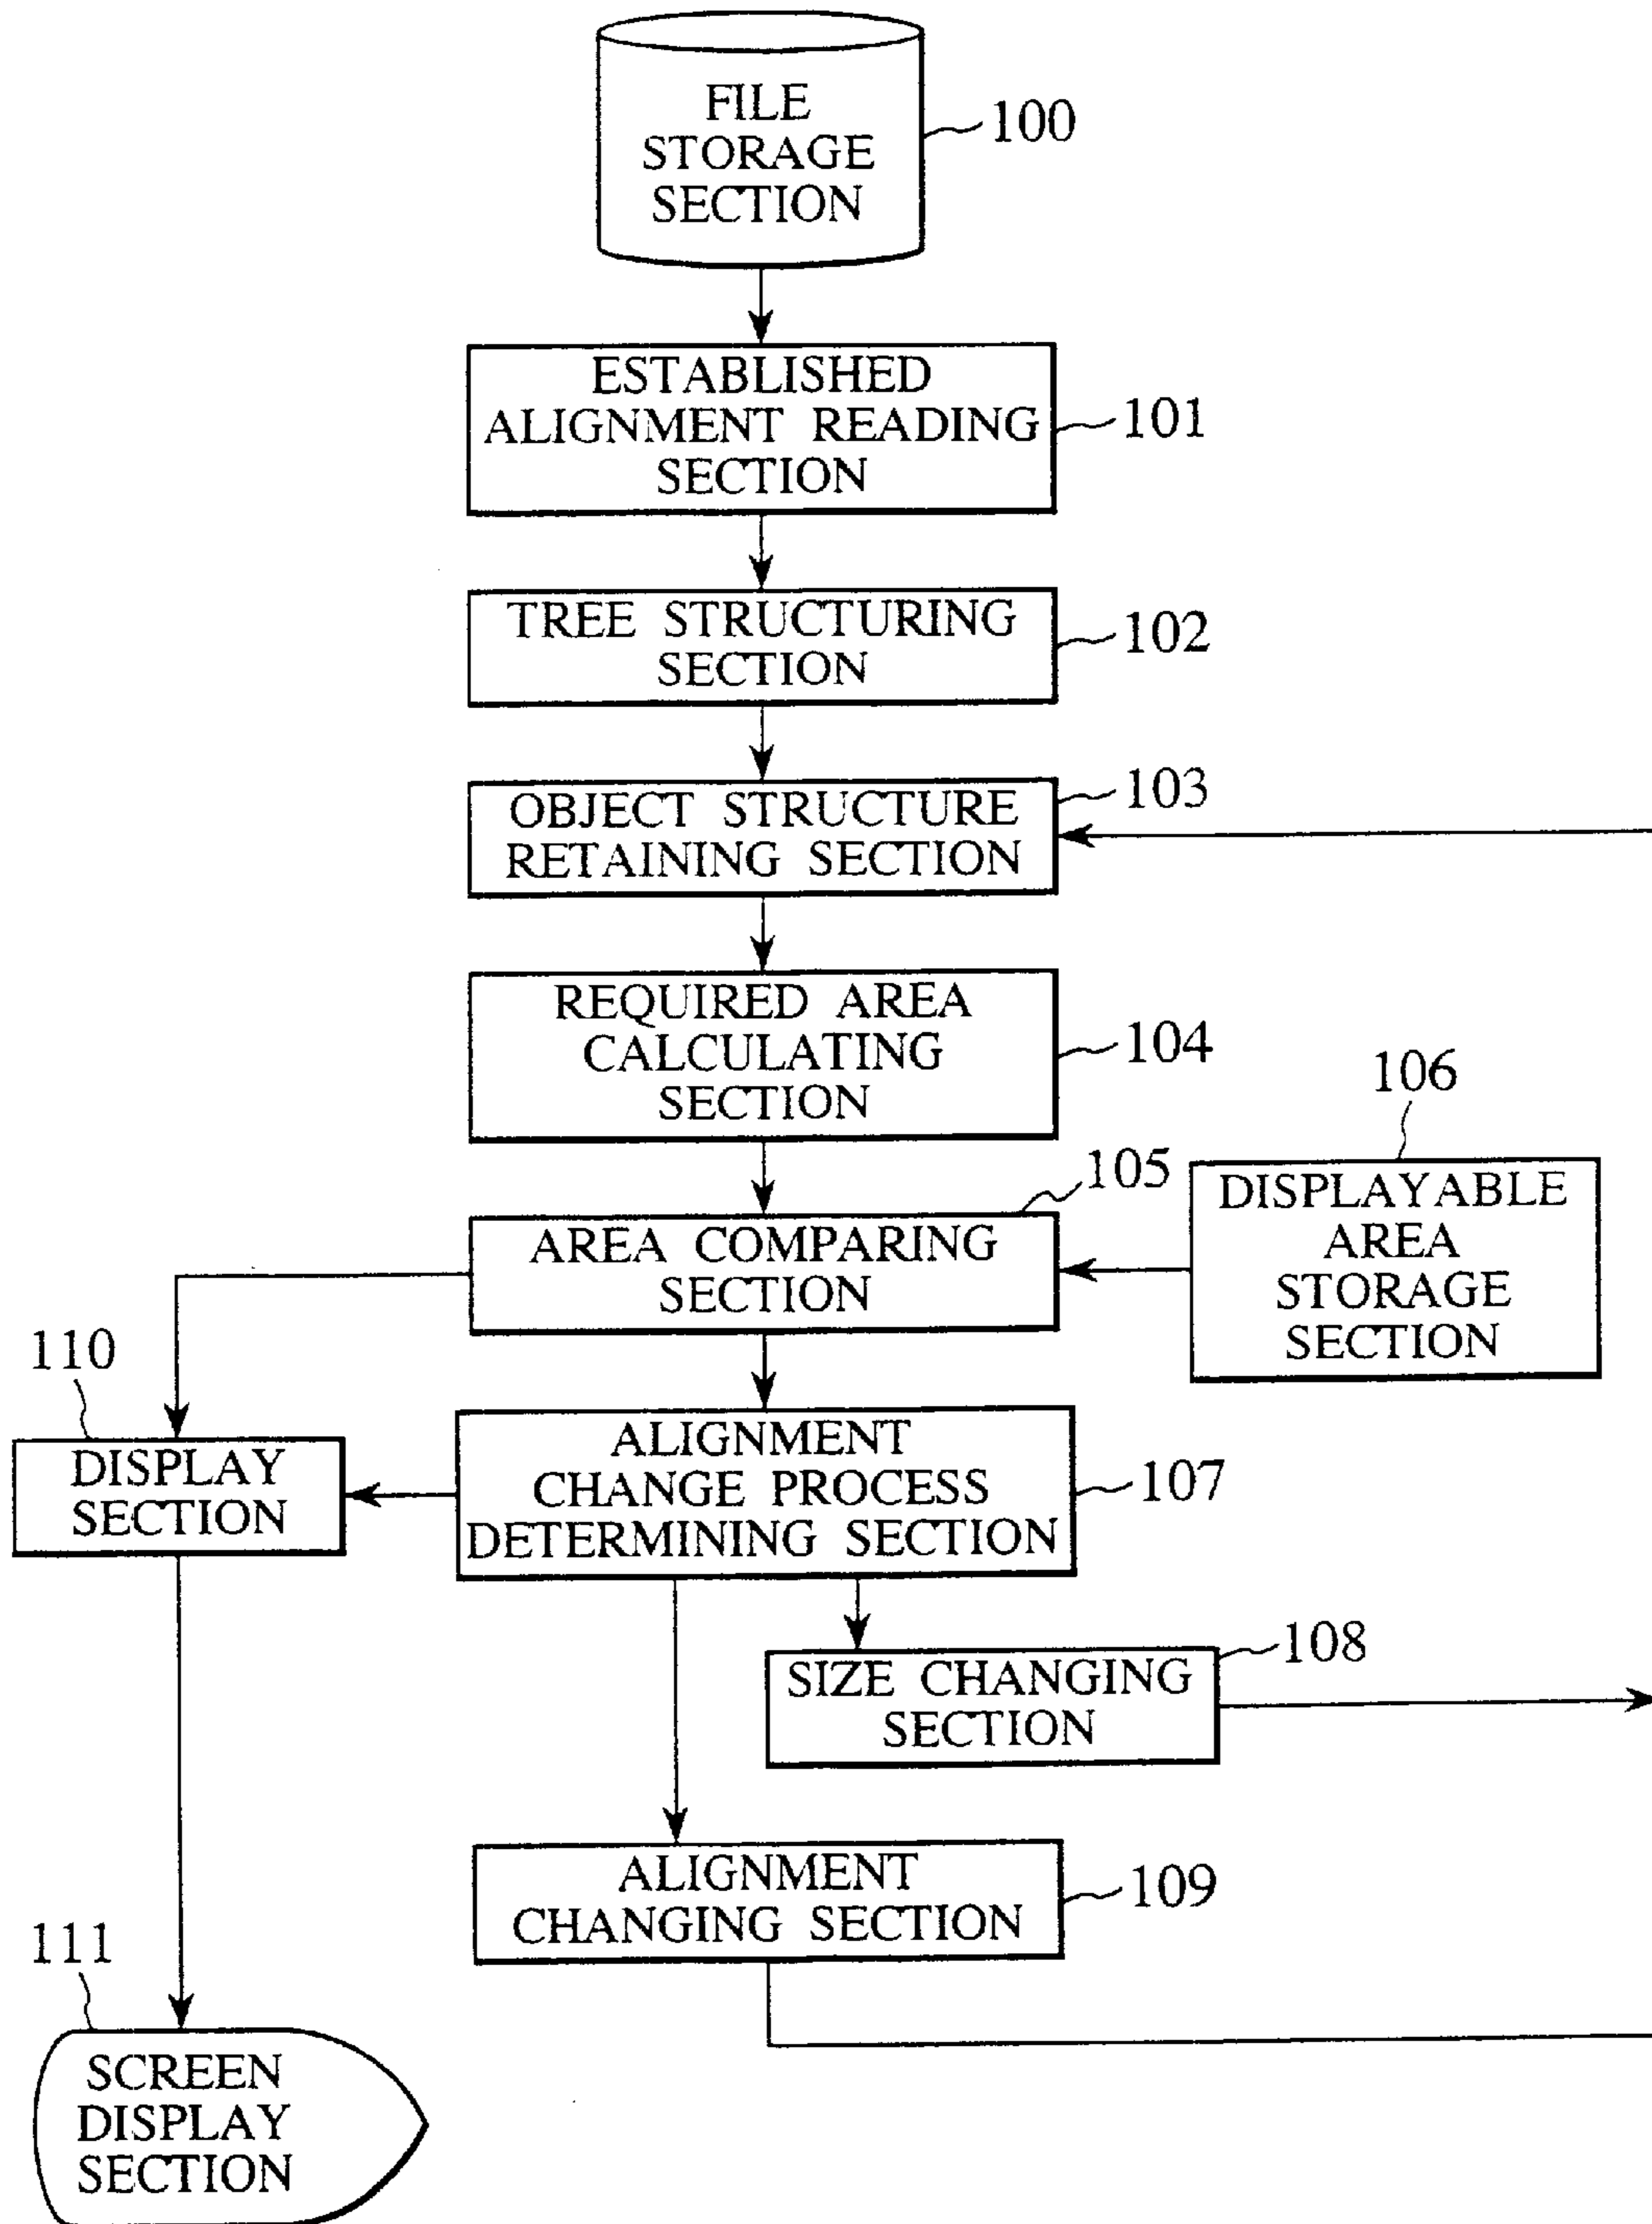 FILE
STORAGE
SECTION
100
ESTABLISHED
ALIGNMENT READING
SECTION
101
TREE STRUCTURING
SECTION
102
OBJECT STRUCTURE
RETAINING SECTION
103
REQUIRED AREA
CALCULATING
SECTION
104
105
AREA COMPARING
SECTION
106
DISPLAYABLE
AREA
STORAGE
SECTION
110
DISPLAY
SECTION
ALIGNMENT
CHANGE PROCESS
DETERMINING SECTION
107
SIZE CHANGING
SECTION
108
ALIGNMENT
CHANGING SECTION
109
111
SCREEN
DISPLAY
SECTION